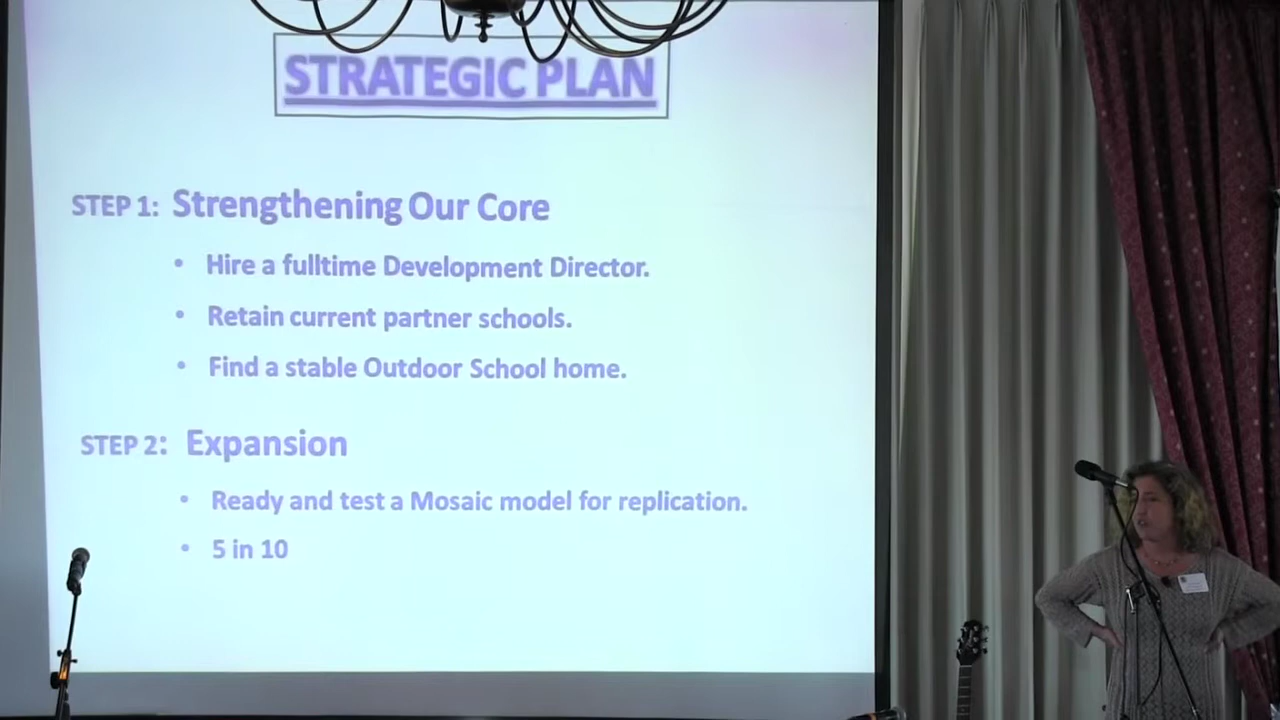 STRATEGIC PLAN
STEP 1: Strengthening Our Core
• Hire a fulltime Development Director.
• Retain current partner schools.
• Find a stable Outdoor School home.
STEP 2: Expansion
• Ready and test a Mosaic model for replication.
• 5 in 10